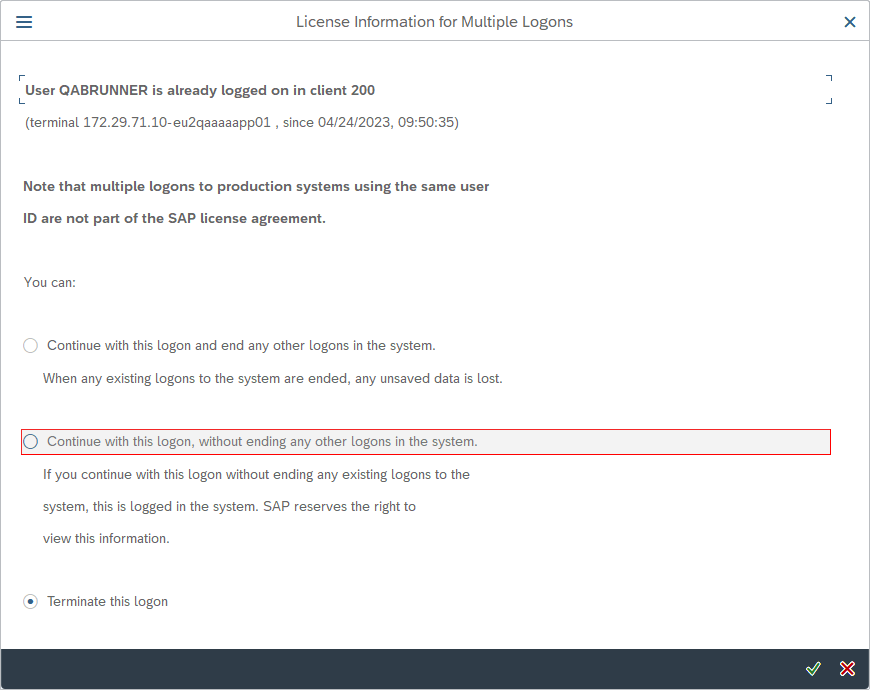 License Information for Multiple Logons
User QABRUNNER is already logged on in client 200
(terminal 172.29.71.10-eu2qaaaaapp01 , since 04/24/2023, 09:50:35)
Note that multiple logons to production systems using the same user
ID are not part of the SAP license agreement.
You can:
Continue with this logon and end any other logons in the system.
When any existing logons to the system are ended, any unsaved data is lost.
Continue with this logon, without ending any other logons in the system.
If you continue with this logon without ending any existing logons to the
system, this is logged in the system. SAP reserves the right to
view this information.
Terminate this logon